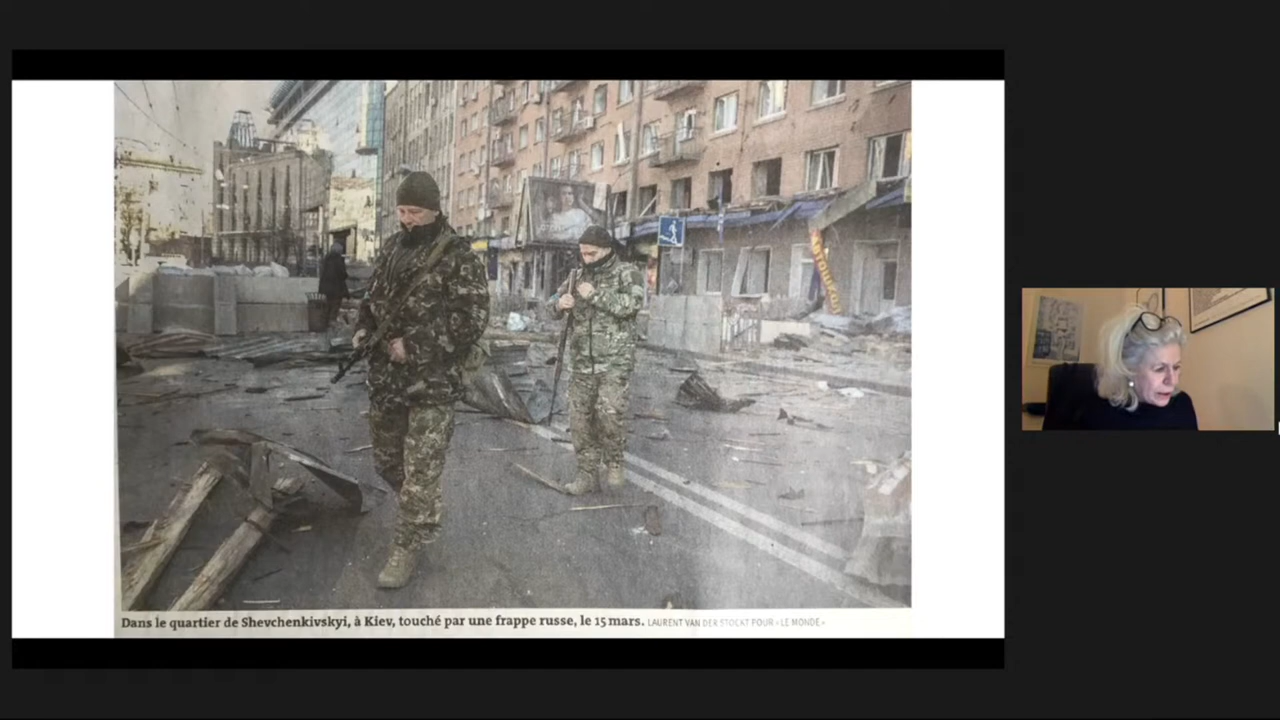 АВТОШКОЛА
Dans le quartier de Shevchenkivskyi, à Kiev, touché par une frappe russe, le 15 mars. LAURENT VAN DER STOCKT POUR « LE MONDE »